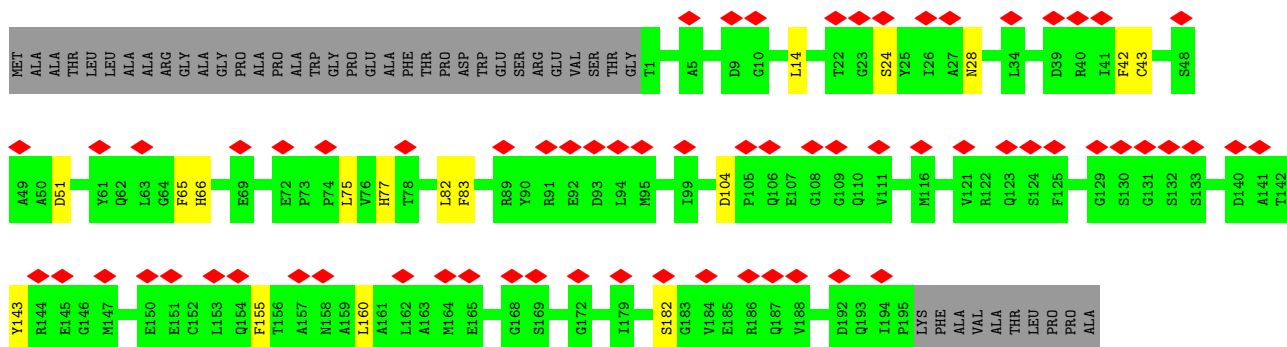 MET ALA ALA THR LEU LEU ALA ALA ARG GLY ALA GLY PRO ALA PRO ALA TRP GLY PRO GLU ALA PHE THR PRO ASP TRP GLU SER ARG GLU VAL SER THR GLY T1 A5 D9 G10 L14 T22 G23 S24 Y25 I26 A27 N28 L34 D39 R40 I41 F42 C43 S48
A49 A50 D51 Y61 Q62 L63 G64 F65 H66 E69 E72 P73 P74 L75 V76 H77 T78 L82 F83 R89 Y90 R91 E92 D93 L94 M95 I99 D104 P105 Q106 E107 G108 G109 Q110 V111 M116 V121 R122 Q123 S124 F125 G129 S130 G131 S132 S133 D140 A141 T142
Y143 R144 E145 G146 M147 E150 E151 C152 L153 Q154 F155 T156 A157 N158 A159 L160 A161 L162 A163 M164 E165 G168 S169 G172 I179 S182 G183 V184 E185 R186 Q187 V188 D192 Q193 I194 P195 LYS PHE ALA VAL ALA THR LEU PRO PRO ALA